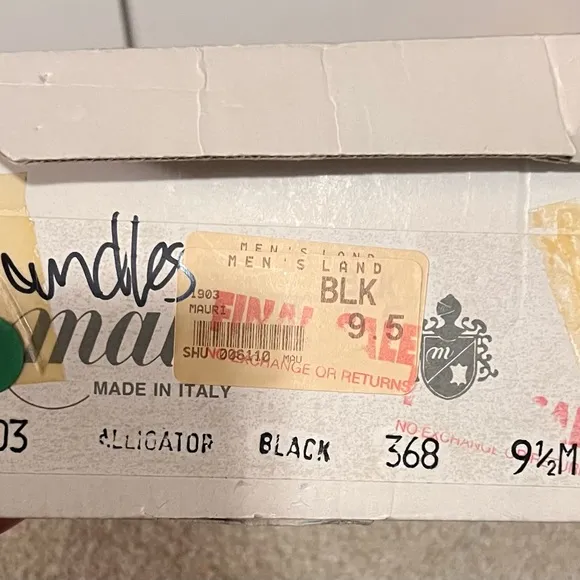 MEN'S LAND
MEN'S LAND
1903
BLK
MAURI
9.5
FINAL SALE
SHU 006110 MAU
NO EXCHANGE OR RETURNS
m
MADE IN ITALY
03 ALLIGATOR BLACK 368 9½M
NO EXCHANGE